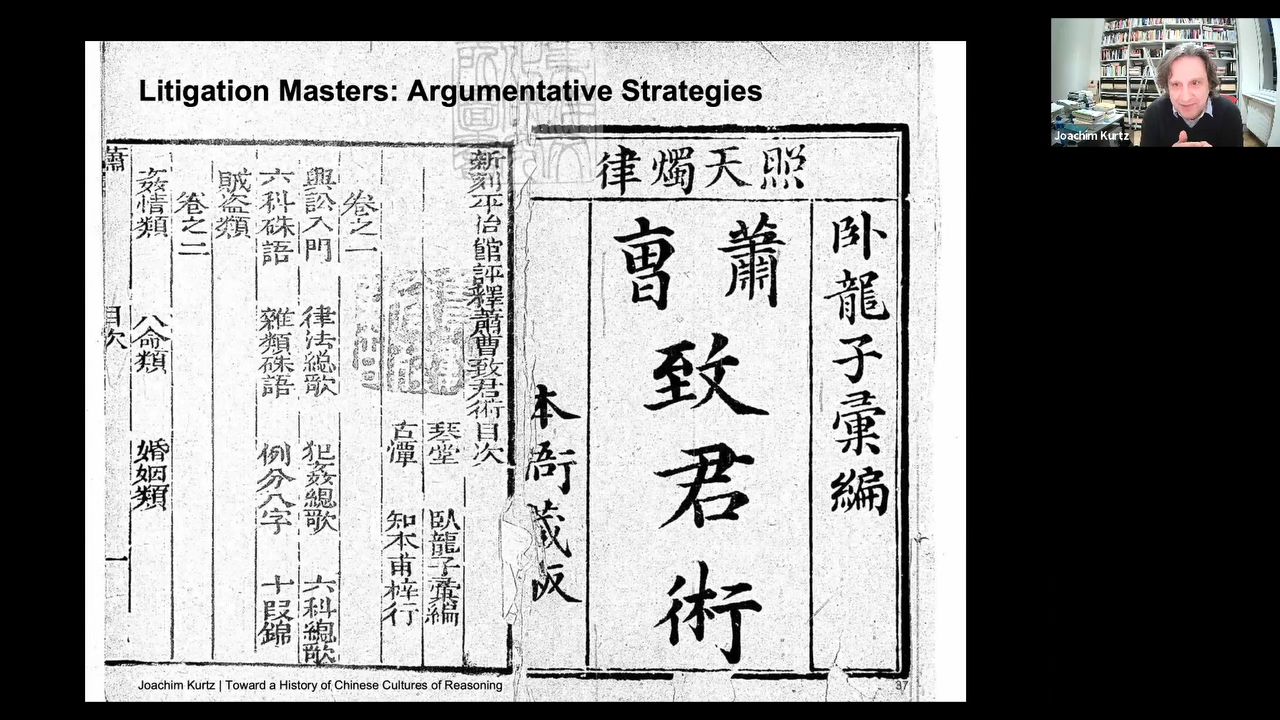 Litigation Masters: Argumentative Strategies
Joachim Kurtz
照天燭律
臥龍子彙編
蕭曹
致君術
本衙藏板
新刻平治館評釋蕭曹致君術目次
琴堂 臥龍子彙編
古潭 知本甫梓行
卷之一
興訟入門 律法總歌 犯姦總歌 六科總歌
六科硃語 雜類硃語 例分八字 十段錦
賊盜類
卷之二
姦情類 人命類 婚姻類
蕭 目次 一
Joachim Kurtz | Toward a History of Chinese Cultures of Reasoning
37